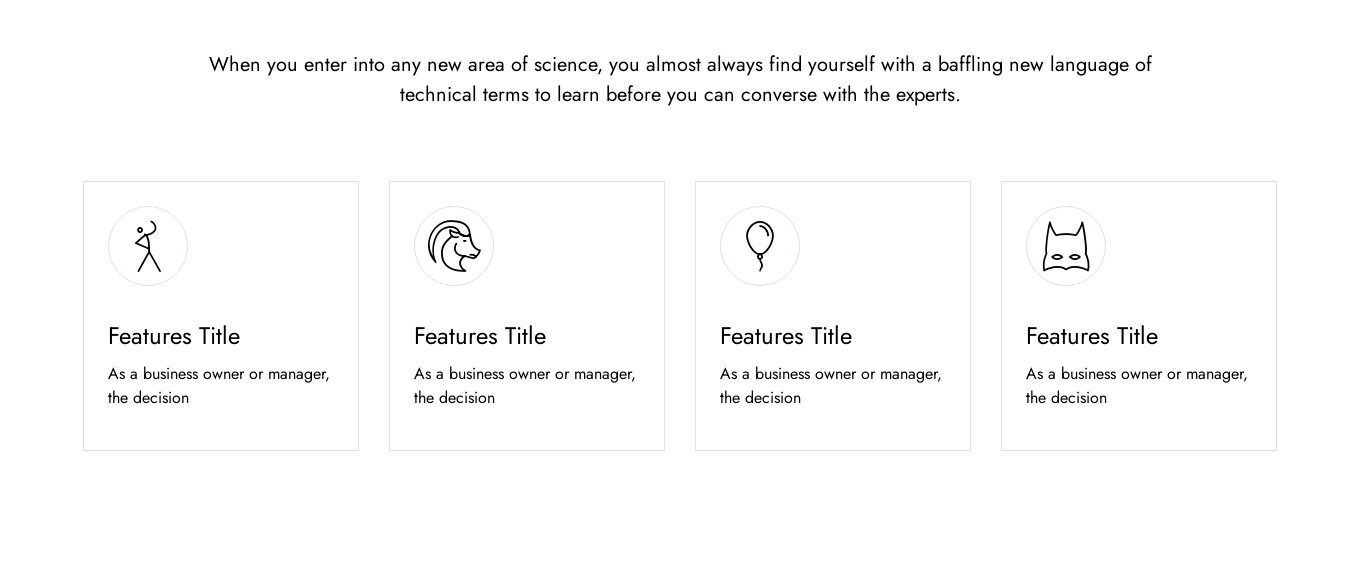 When you enter into any new area of science, you almost always find yourself with a baffling new language of
technical terms to learn before you can converse with the experts.
Features Title
As a business owner or manager,
the decision
Features Title
As a business owner or manager,
the decision
Features Title
As a business owner or manager,
the decision
Features Title
As a business owner or manager,
the decision